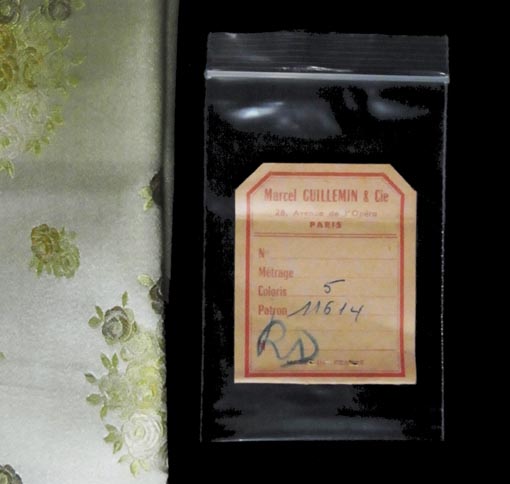 Marcel GUILLEMIN & Cie
28, Avenue de l'Opéra
PARIS
N°
Métrage
Coloris 5
Patron 11614
RD